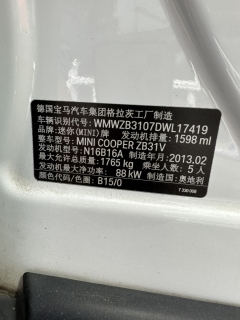 德国宝马汽车集团格拉茨工厂制造
车辆识别代号: WMWZB3107DWL17419
品牌: 迷你(MINI)牌 发动机排量: 1598 ml
整车型号: MINI COOPER ZB31V
发动机型号: N16B16A 制造年月: 2013.02
最大允许总质量: 1765 kg 乘坐人数: 5 人
发动机最大净功率: 88 kW 制造国: 奥地利
颜色代号/色圈: B15/0